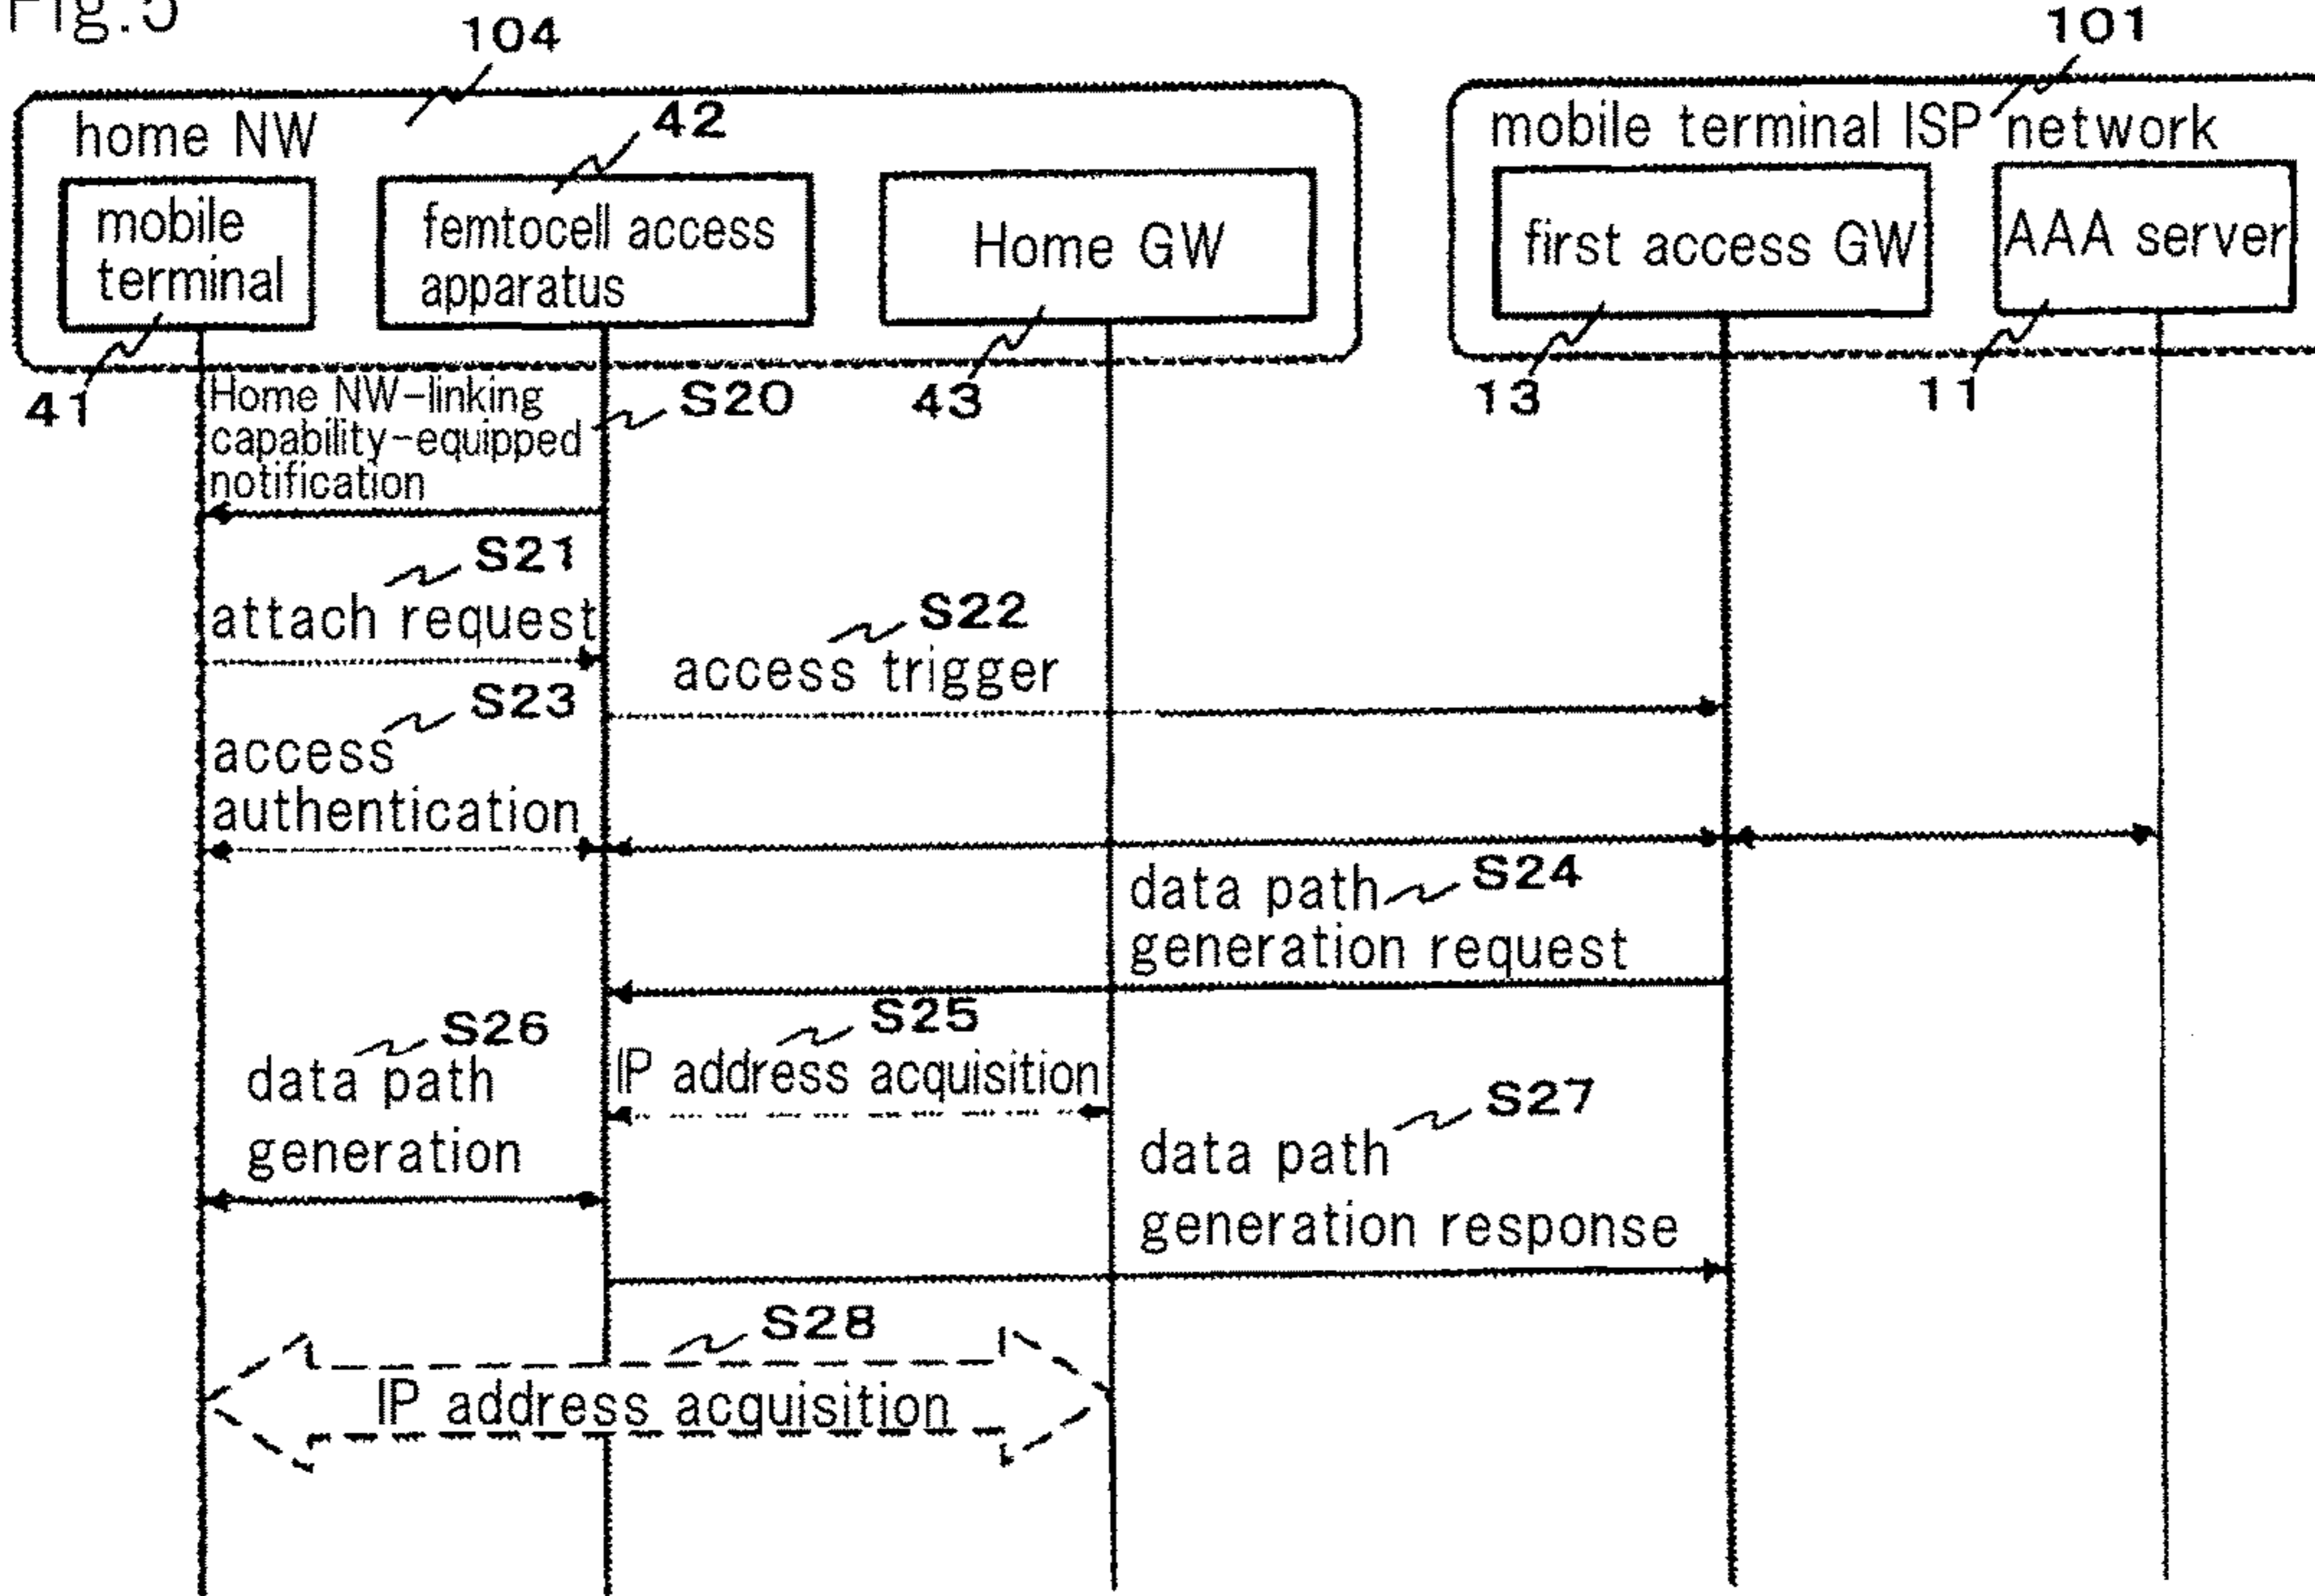 Fig.5
104
101
home NW
42
mobile terminal ISP network
mobile
terminal
femtocell access
apparatus
Home GW
first access GW
AAA server
41
43
13
11
Home NW-linking
capability-equipped
notification
S20
S21
attach request
S22
access trigger
S23
access
authentication
S24
data path
generation request
S25
IP address acquisition
S26
data path
generation
S27
data path
generation response
S28
IP address acquisition